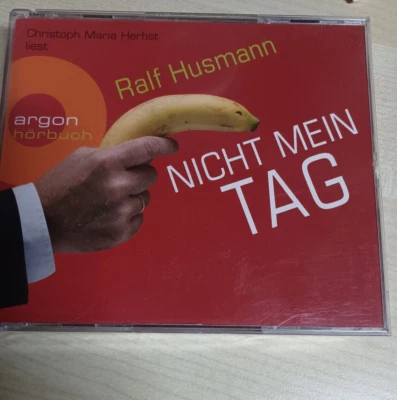 Christoph Maria Herbst
liest
Ralf Husmann
argon
hörbuch
NICHT MEIN
TAG